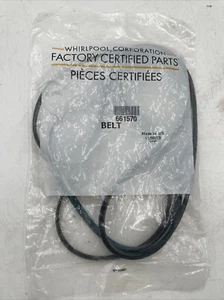 WHIRLPOOL CORPORATION
FACTORY CERTIFIED PARTS
PIÈCES CERTIFIÉES
661570
BELT